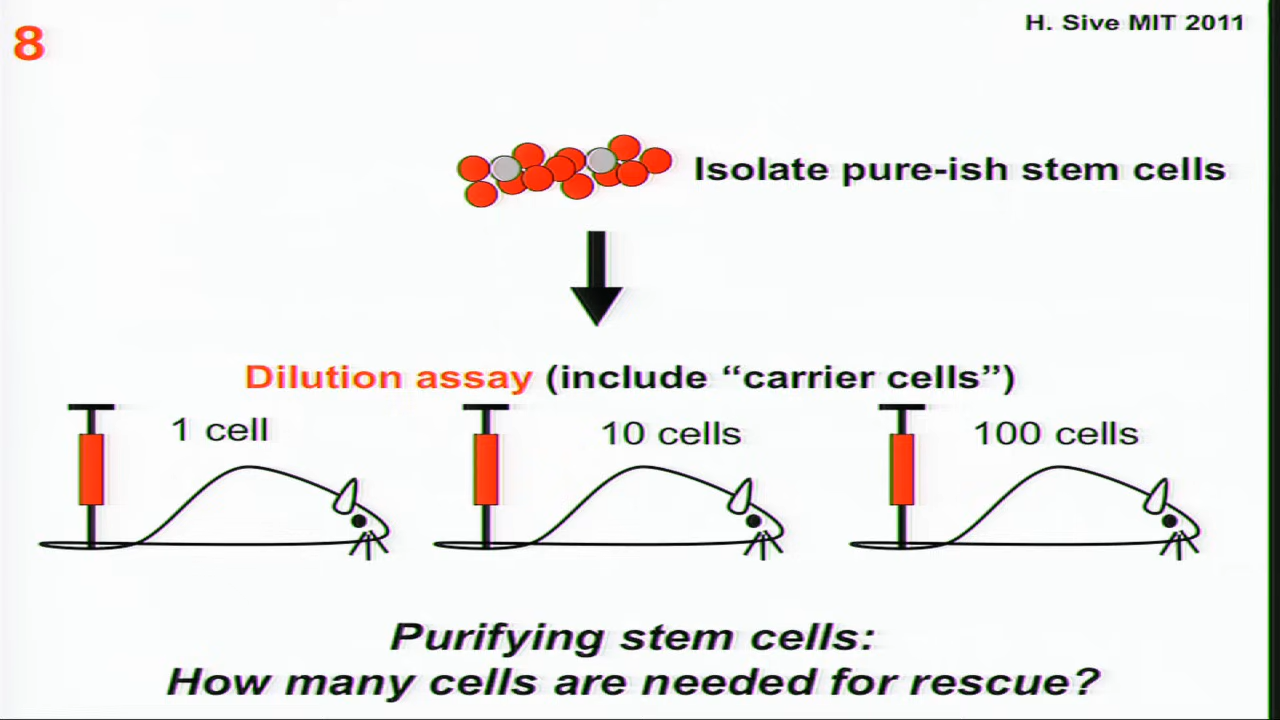 8
H. Sive MIT 2011
Isolate pure-ish stem cells
Dilution assay (include “carrier cells”)
1 cell
10 cells
100 cells
Purifying stem cells:
How many cells are needed for rescue?